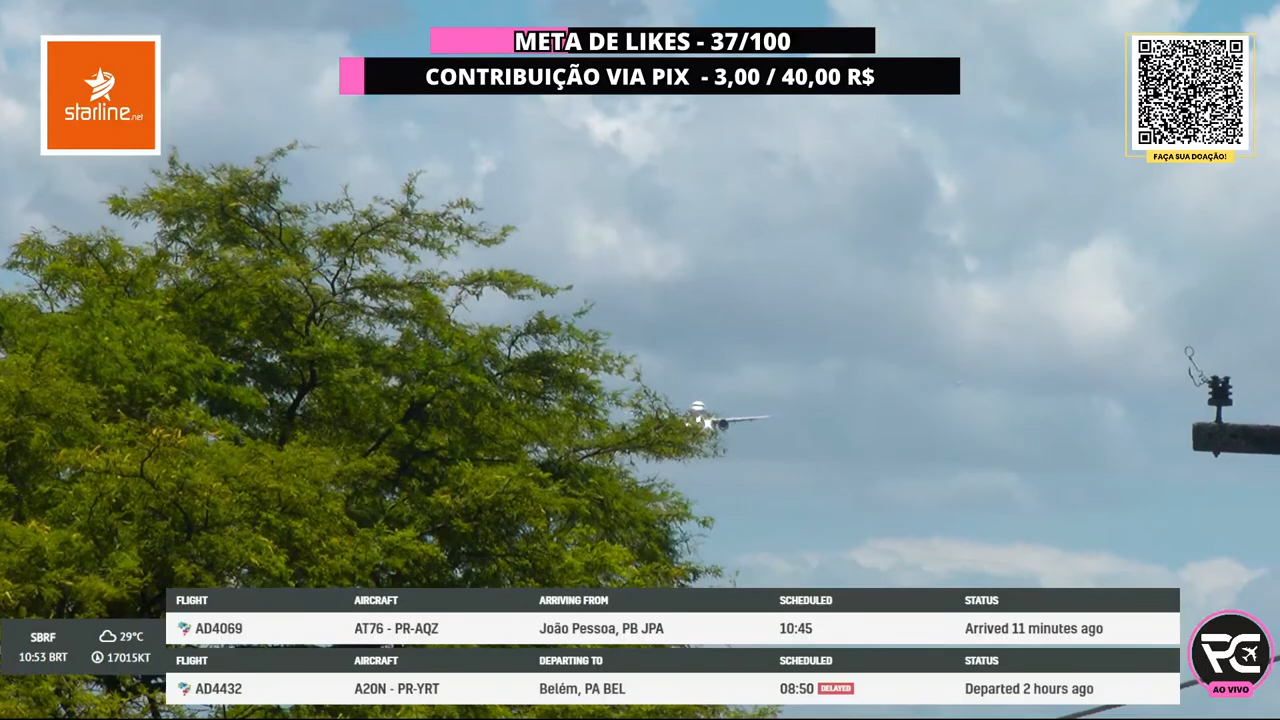 META DE LIKES - 37/100
CONTRIBUIÇÃO VIA PIX - 3,00 / 40,00 R$
starline.net
FAÇA SUA DOAÇÃO!
FLIGHT AIRCRAFT ARRIVING FROM SCHEDULED STATUS
AD4069 AT76 - PR-AQZ João Pessoa, PB JPA 10:45 Arrived 11 minutes ago
SBRF 29°C
10:53 BRT 17015KT
FLIGHT AIRCRAFT DEPARTING TO SCHEDULED STATUS
AD4432 A20N - PR-YRT Belém, PA BEL 08:50 DELAYED Departed 2 hours ago
RC
AO VIVO